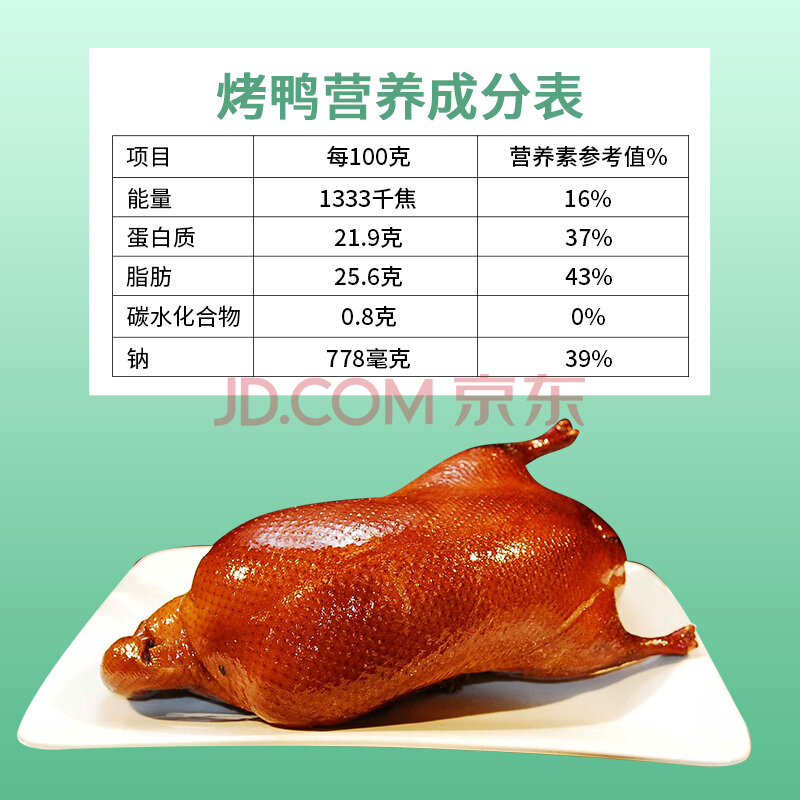 烤鸭营养成分表
项目 每100克 营养素参考值%
能量 1333千焦 16%
蛋白质 21.9克 37%
脂肪 25.6克 43%
碳水化合物 0.8克 0%
钠 778毫克 39%
JD.COM 京东